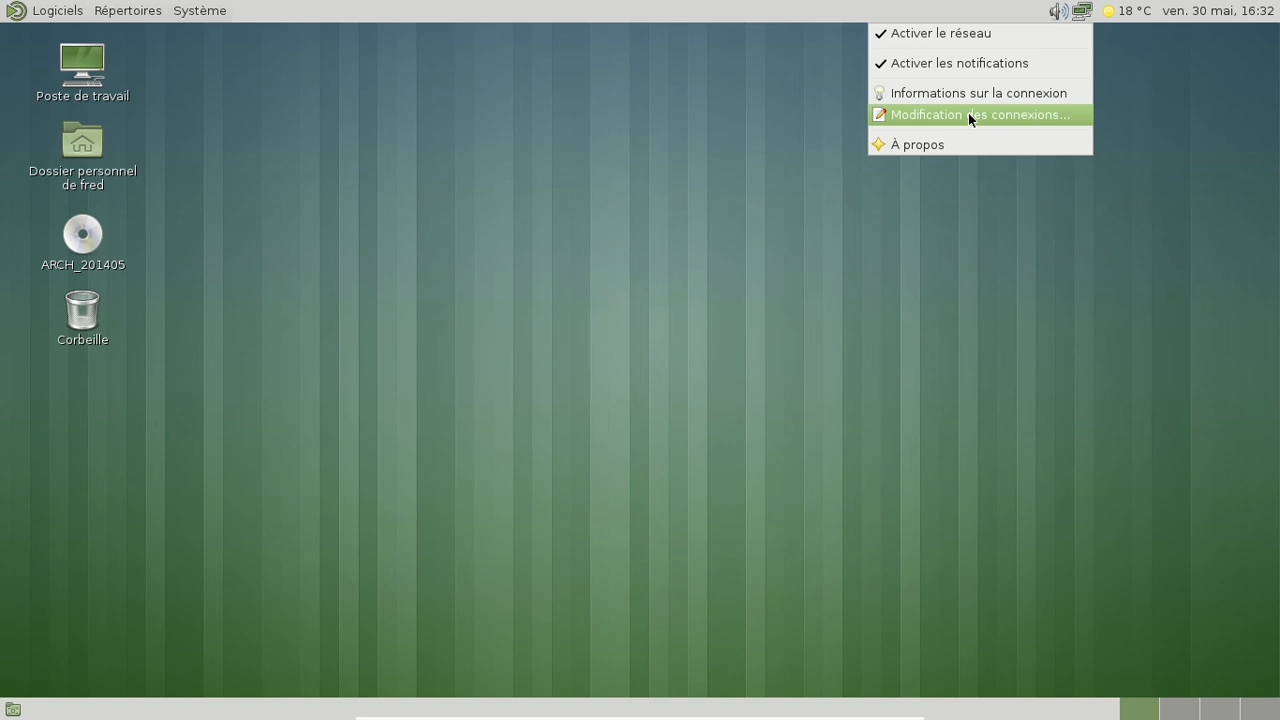 Logiciels Répertoires Système
18 °C ven. 30 mai, 16:32
Activer le réseau
Activer les notifications
Informations sur la connexion
Modification des connexions...
À propos
Poste de travail
Dossier personnel
de fred
ARCH_201405
Corbeille